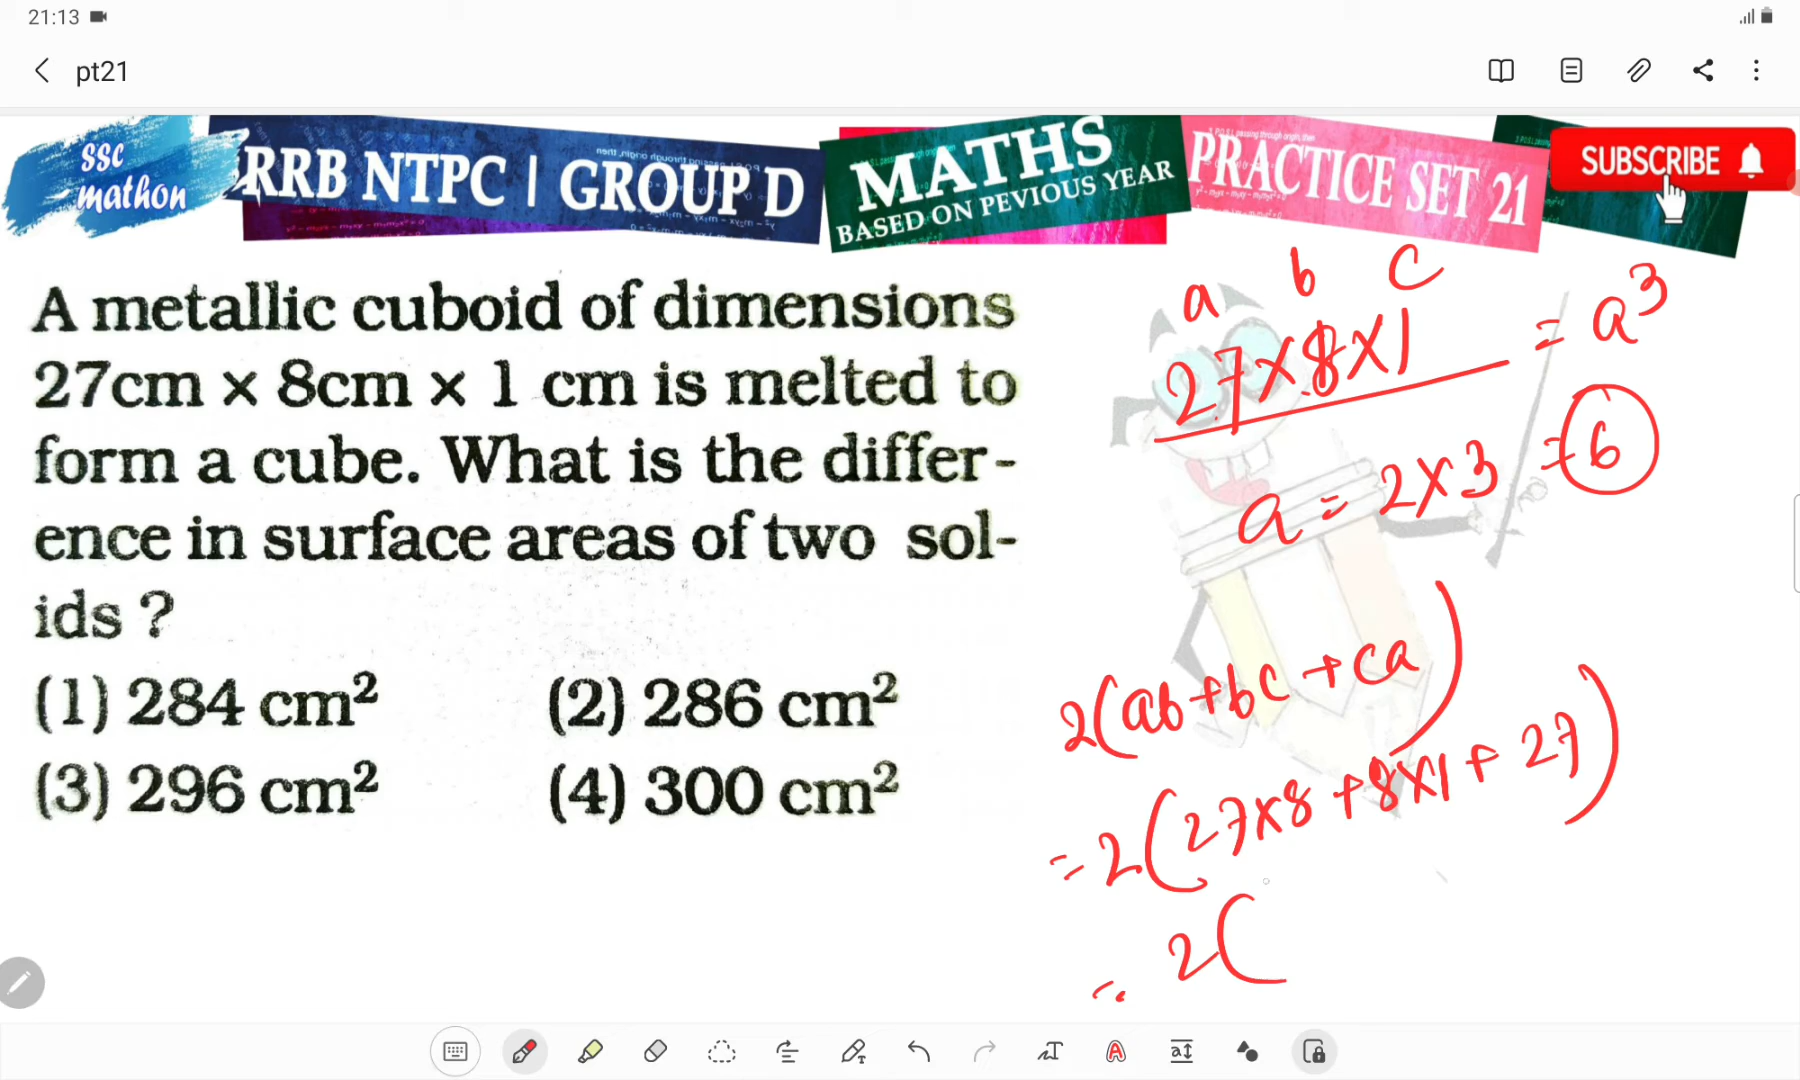 21:13
pt21
ssc
mathon
RRB NTPC | GROUP D
MATHS
BASED ON PEVIOUS YEAR
PRACTICE SET 21
SUBSCRIBE
A metallic cuboid of dimensions
27cm × 8cm × 1 cm is melted to
form a cube. What is the differ-
ence in surface areas of two sol-
ids ?
(1) 284 cm² (2) 286 cm²
(3) 296 cm² (4) 300 cm²
a b c
27×8×1 = a³
a = 2×3 = 6
2(ab+bc+ca)
=2(27×8+8×1+27)
= 2(